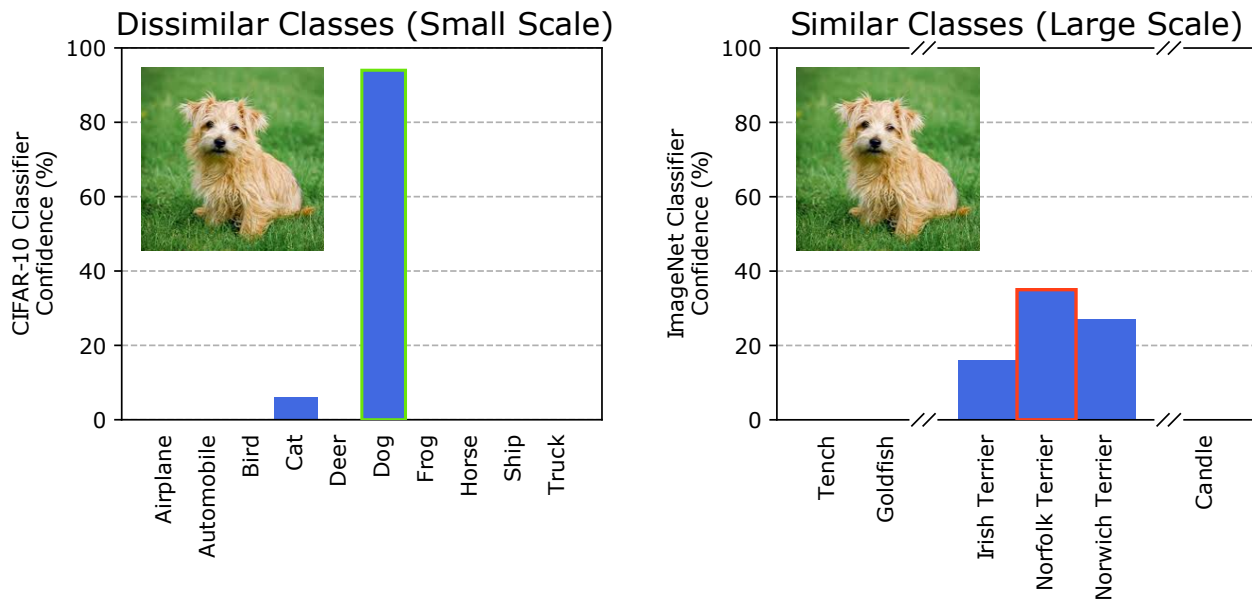 Dissimilar Classes (Small Scale)
CIFAR-10 Classifier
Confidence (%)
100
80
60
40
20
0
Airplane
Automobile
Bird
Cat
Deer
Dog
Frog
Horse
Ship
Truck
Similar Classes (Large Scale)
ImageNet Classifier
Confidence (%)
100
80
60
40
20
0
Tench
Goldfish
Irish Terrier
Norfolk Terrier
Norwich Terrier
Candle